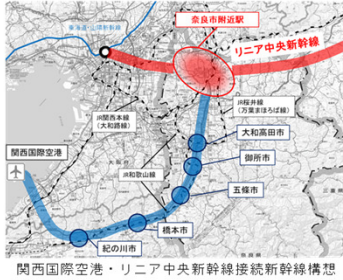 奈良市附近駅
東海道・山陽新幹線
リニア中央新幹線
JR関西本線
(大和路線)
JR桜井線
(万葉まほろば線)
大和高田市
関西国際空港
JR和歌山線
御所市
五條市
橋本市
紀の川市
関西国際空港・リニア中央新幹線接続新幹線構想